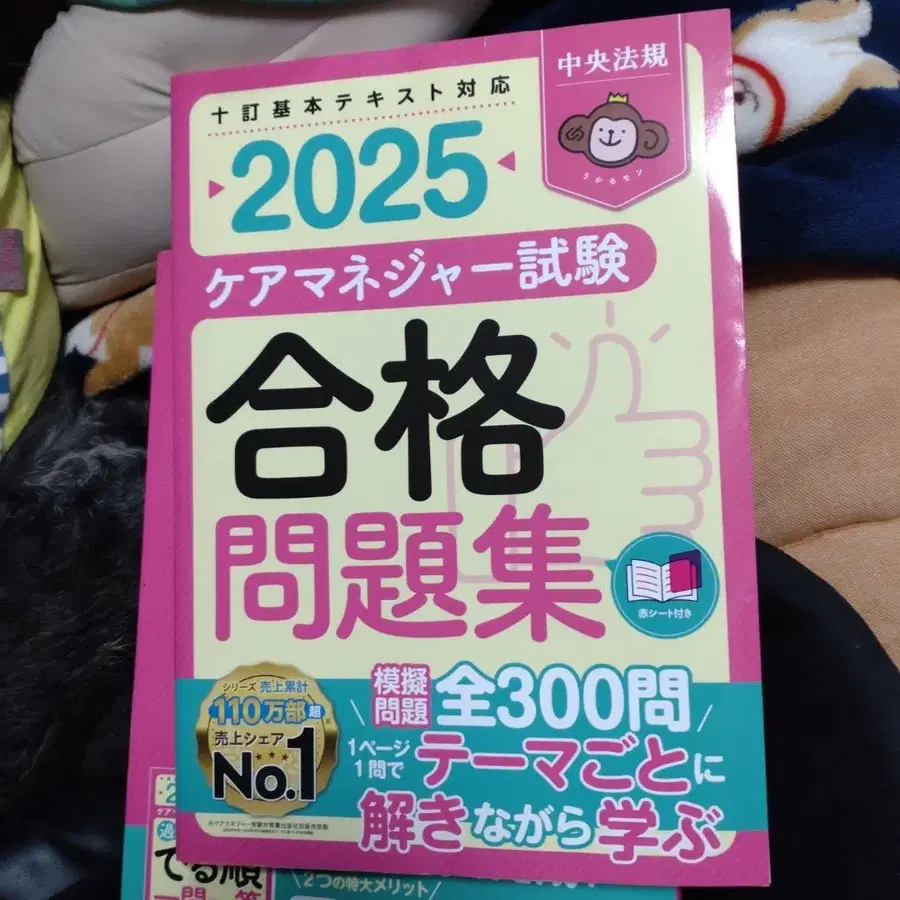 中央法規
うかるモン
十訂基本テキスト対応
2025
ケアマネジャー試験
合格
問題集
赤シート付き
シリーズ 売上累計
110万部超
売上シェア
No.1
模擬問題
全300問
1ページ1問で
テーマごとに
解きながら学ぶ
でる順
2つの特大メリット